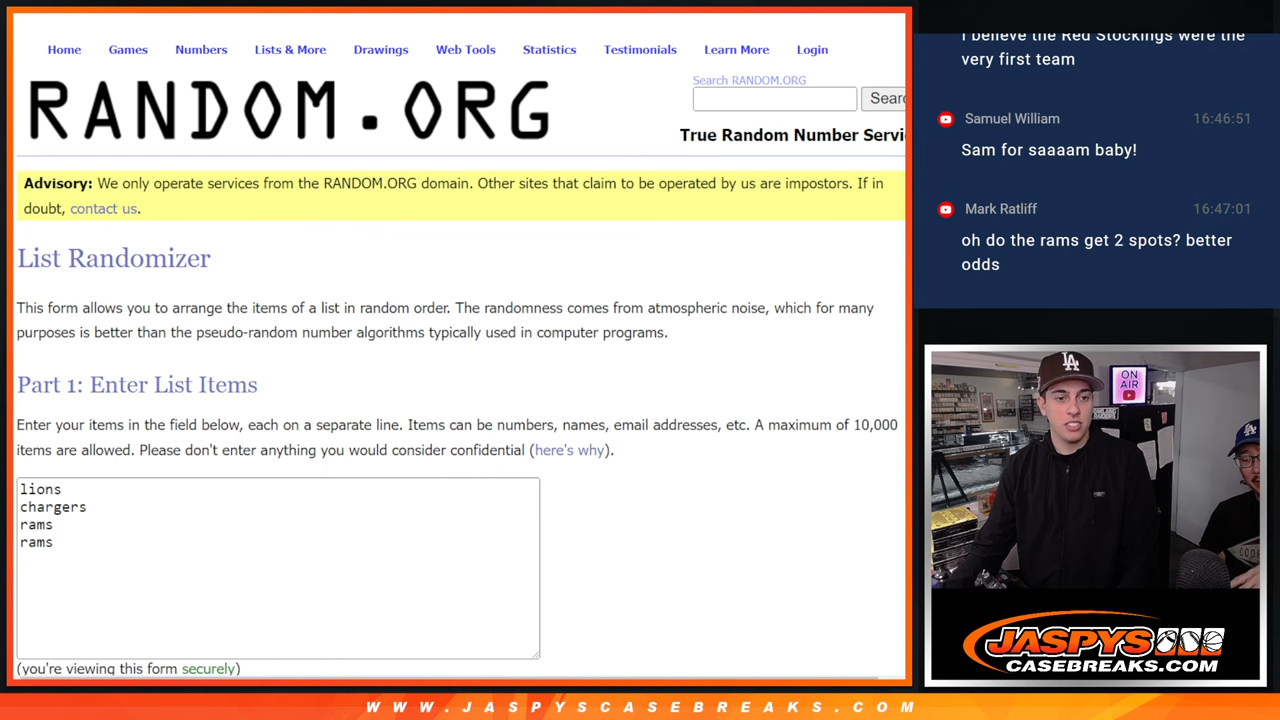 Home Games Numbers Lists & More Drawings Web Tools Statistics Testimonials Learn More Login
RANDOM.ORG
Search RANDOM.ORG
Searc
True Random Number Servi
Advisory: We only operate services from the RANDOM.ORG domain. Other sites that claim to be operated by us are impostors. If in
doubt, contact us.
List Randomizer
This form allows you to arrange the items of a list in random order. The randomness comes from atmospheric noise, which for many
purposes is better than the pseudo-random number algorithms typically used in computer programs.
Part 1: Enter List Items
Enter your items in the field below, each on a separate line. Items can be numbers, names, email addresses, etc. A maximum of 10,000
items are allowed. Please don't enter anything you would consider confidential (here's why).
lions
chargers
rams
rams
(you're viewing this form securely)
I believe the Red Stockings were the
very first team
Samuel William 16:46:51
Sam for saaaam baby!
Mark Ratliff 16:47:01
oh do the rams get 2 spots? better
odds
LA
ON
AIR
LA
JASPYS
CASEBREAKS.COM
WWW.JASPYSCASEBREAKS.COM